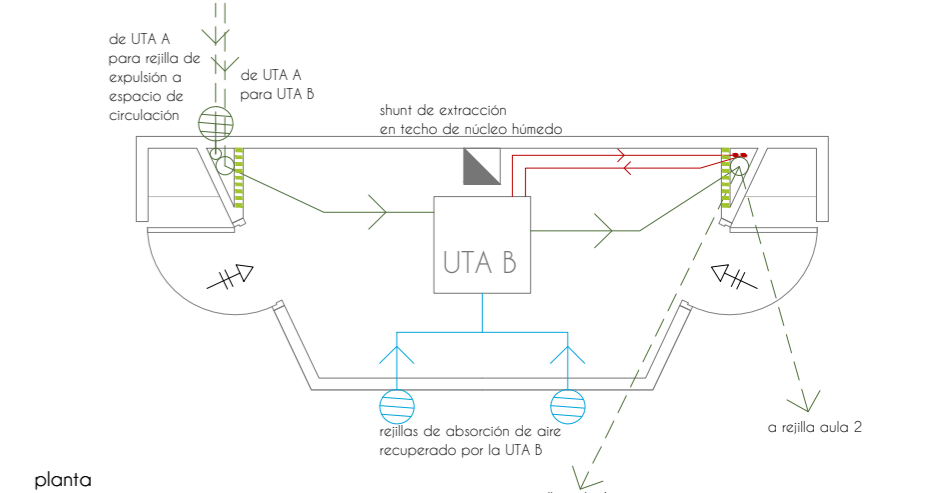 de UTA A
para rejilla de
expulsión a
espacio de
circulación
de UTA A
para UTA B
shunt de extracción
en techo de núcleo húmedo
UTA B
rejillas de absorción de aire
recuperado por la UTA B
a rejilla aula 2
planta